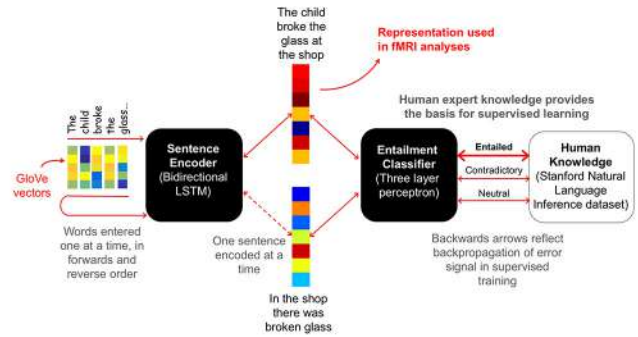 The child
broke the
glass at
the shop
Representation used
in fMRI analyses
Human expert knowledge provides
the basis for supervised learning
The
child
broke
the
glass...
GloVe
vectors
Sentence
Encoder
(Bidirectional
LSTM)
Entailment
Classifier
(Three layer
perceptron)
Entailed
Contradictory
Neutral
Human
Knowledge
(Stanford Natural
Language
Inference dataset)
Words entered
one at a time, in
forwards and
reverse order
One sentence
encoded at a
time
Backwards arrows reflect
backpropagation of error
signal in supervised
training
In the shop
there was
broken glass